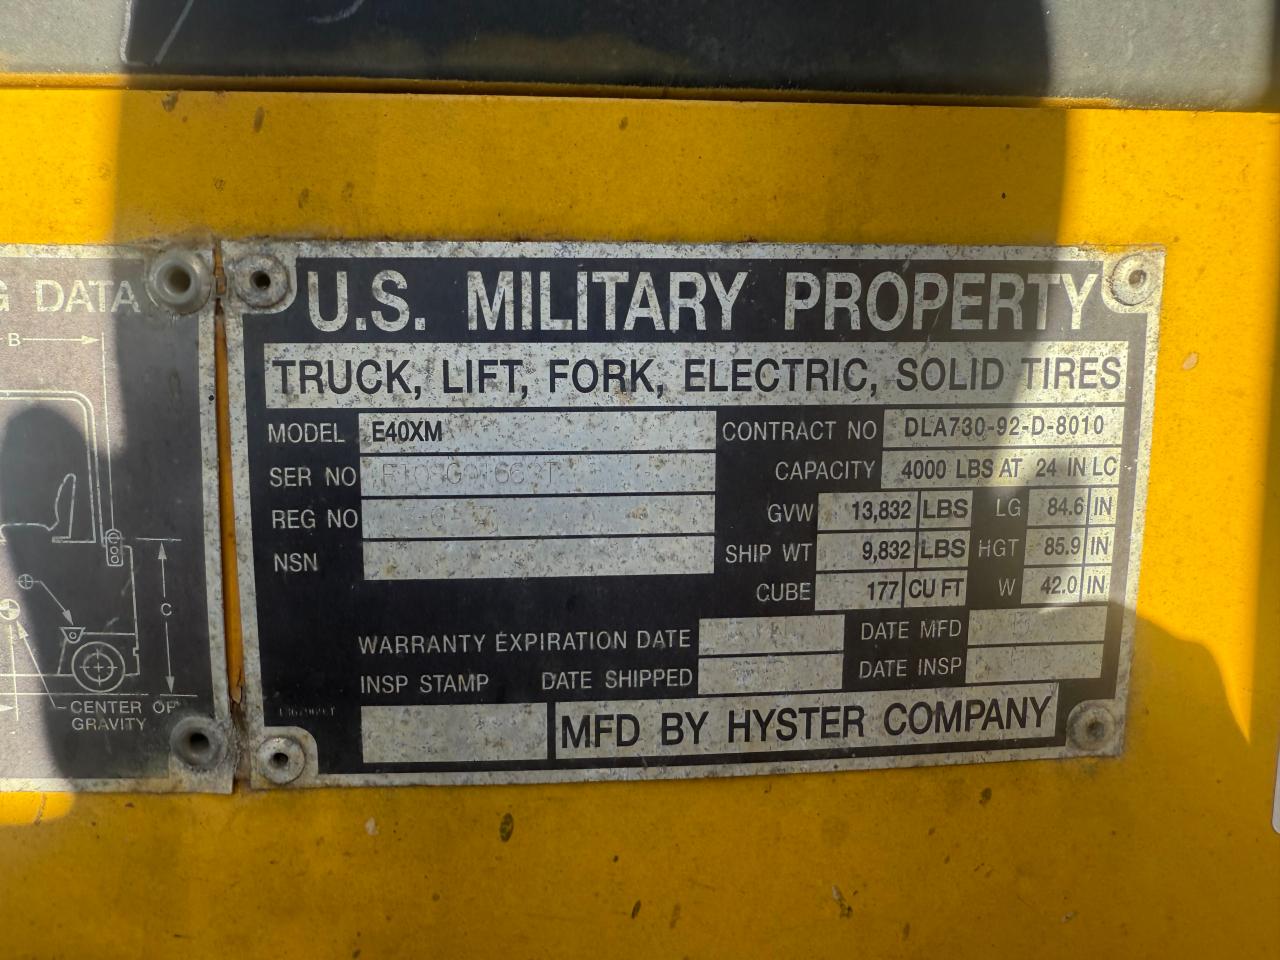 G DATA
B
C
CENTER OF
GRAVITY
U.S. MILITARY PROPERTY
TRUCK, LIFT, FORK, ELECTRIC, SOLID TIRES
MODEL E40XM
CONTRACT NO DLA730-92-D-8010
SER NO
CAPACITY 4000 LBS AT 24 IN LC
REG NO
GVW 13,832 LBS LG 84.6 IN
NSN
SHIP WT 9,832 LBS HGT 85.9 IN
CUBE 177 CU FT W 42.0 IN
WARRANTY EXPIRATION DATE
DATE MFD
INSP STAMP DATE SHIPPED
DATE INSP
MFD BY HYSTER COMPANY